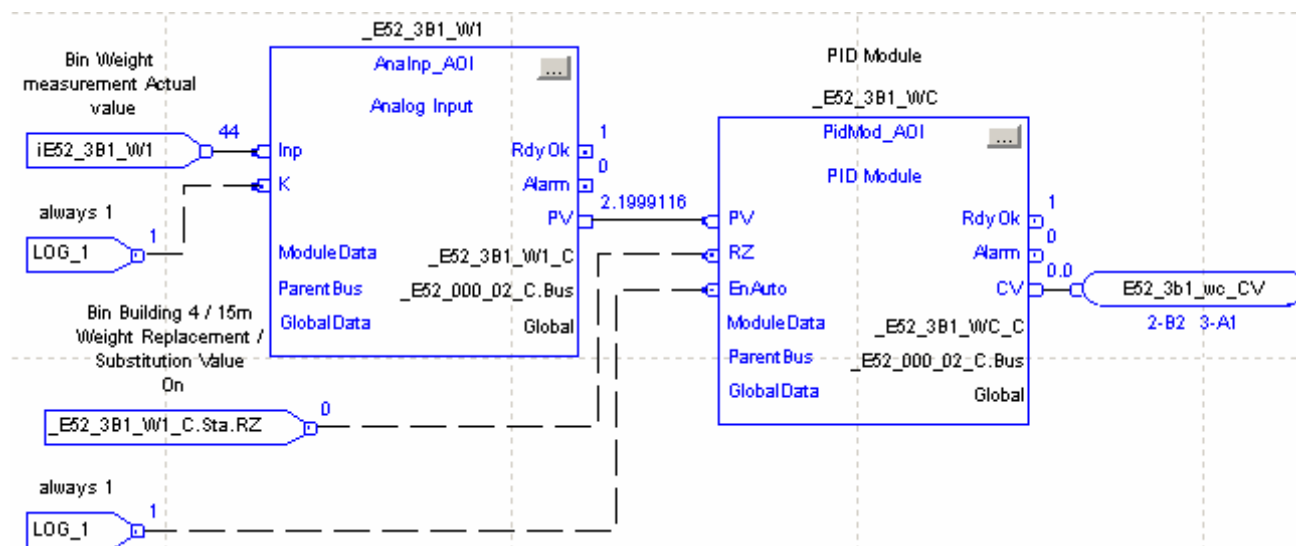 _E52_3B1_W1
Bin Weight
measurement Actual
value
iE52_3B1_W1
44
always 1
LOG_1
1
AnaInp_AOI
...
Analog Input
Inp
RdyOk
1
K
Alarm
0
PV
2.1999116
ModuleData
_E52_3B1_W1_C
ParentBus
_E52_000_02_C.Bus
GlobalData
Global
Bin Building 4 / 15m
Weight Replacement /
Substitution Value
On
_E52_3B1_W1_C.Sta.RZ
0
always 1
LOG_1
1
PID Module
_E52_3B1_WC
PidMod_AOI
...
PID Module
PV
RdyOk
1
RZ
Alarm
0
EnAuto
CV
0.0
ModuleData
_E52_3B1_WC_C
ParentBus
_E52_000_02_C.Bus
GlobalData
Global
E52_3b1_wc_CV
2-B2 3-A1